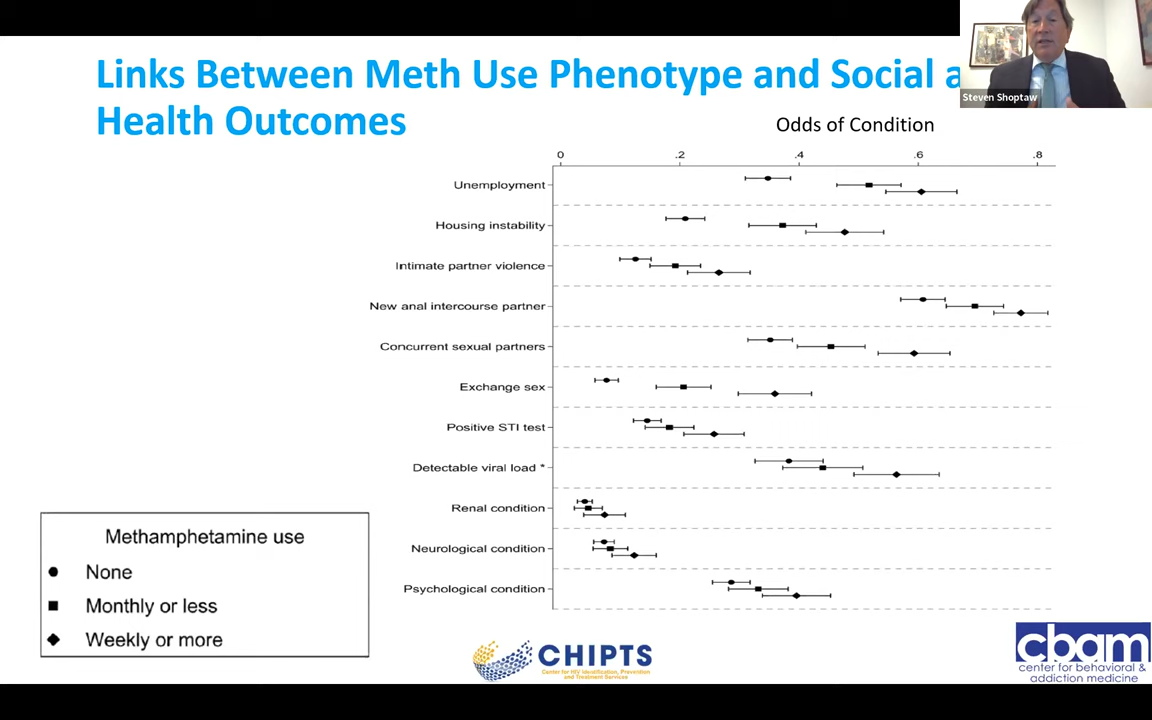 Links Between Meth Use Phenotype and Social a
Health Outcomes
Steven Shoptaw
Odds of Condition
0 .2 .4 .6 .8
Unemployment
Housing instability
Intimate partner violence
New anal intercourse partner
Concurrent sexual partners
Exchange sex
Positive STI test
Detectable viral load *
Renal condition
Neurological condition
Psychological condition
Methamphetamine use
None
Monthly or less
Weekly or more
CHIPTS
Center for HIV Identification, Prevention
and Treatment Services
cbam
center for behavioral &
addiction medicine